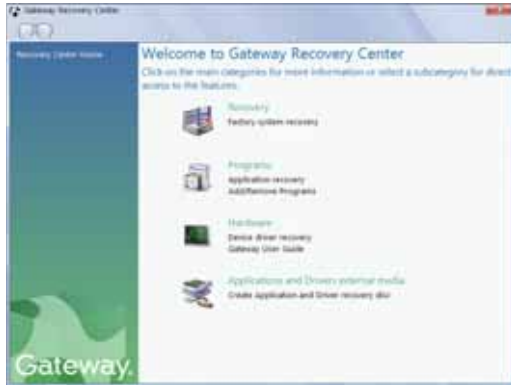 Gateway Recovery Center
Recovery Center Home
Welcome to Gateway Recovery Center
Click on the main categories for more information or select a subcategory for direct
access to the features.
Recovery
Factory system recovery
Programs
Application recovery
Add/Remove Programs
Hardware
Device driver recovery
Gateway User Guide
Applications and Drivers external media
Create Application and Driver recovery disc
Gateway.